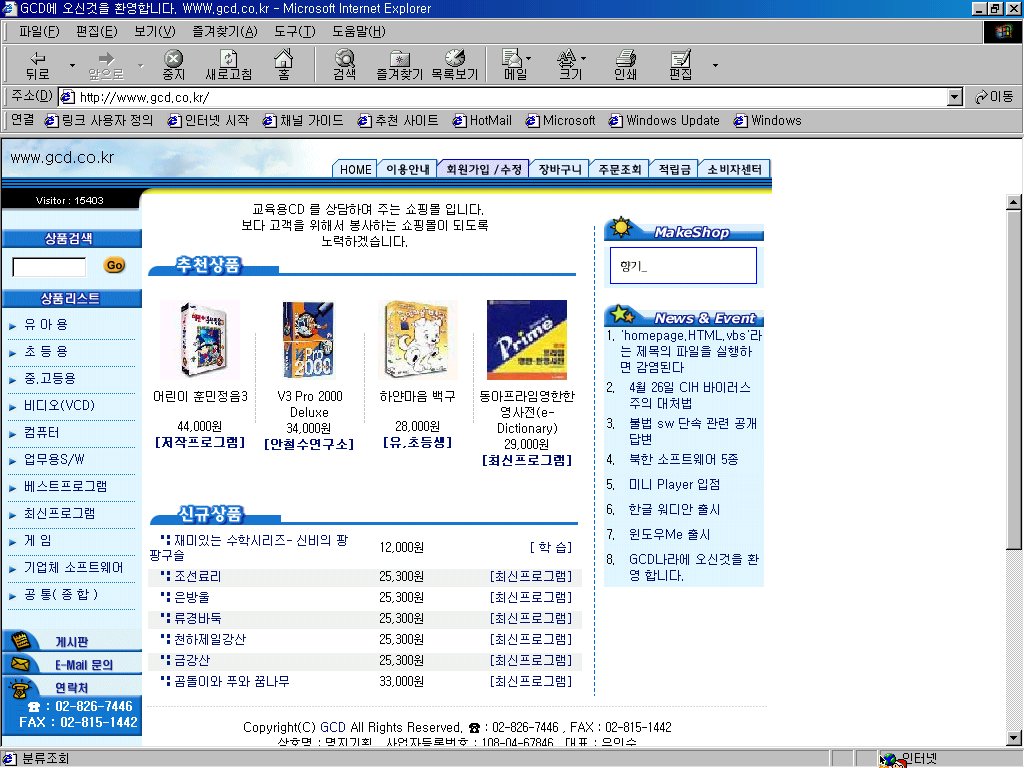 GCD에 오신것을 환영합니다. WWW.gcd.co.kr - Microsoft Internet Explorer
파일(F) 편집(E) 보기(V) 즐겨찾기(A) 도구(T) 도움말(H)
뒤로 앞으로 중지 새로고침 홈 검색 즐겨찾기 목록보기 메일 크기 인쇄 편집
주소(D) http://www.gcd.co.kr/ 이동
연결 링크 사용자 정의 인터넷 시작 채널 가이드 추천 사이트 HotMail Microsoft Windows Update Windows
www.gcd.co.kr
HOME 이용안내 회원가입/수정 장바구니 주문조회 적립금 소비자센터
Visitor : 15403
상품검색
Go
상품리스트
유 아 용
초 등 용
중.고등용
비디오(VCD)
컴퓨터
업무용S/W
베스트프로그램
최신프로그램
게 임
기업체 소프트웨어
공 통( 종 합 )
게시판
E-Mail 문의
연락처
☎ : 02-826-7446
FAX : 02-815-1442
교육용CD 를 상담하며 주는 쇼핑몰 입니다.
보다 고객을 위해서 봉사하는 쇼핑몰이 되도록
노력하겠습니다.
추천상품
어린이 훈민정음3
44,000원
[저작프로그램]
V3 Pro 2000
Deluxe
34,000원
[안철수연구소]
하얀마음 백구
28,000원
[유,초등생]
Prime
동아프라임영한한
영사전(e-
Dictionary)
29,000원
[최신프로그램]
신규상품
재미있는 수학시리즈- 신비의 팡
팡구슬 12,000원 [ 학 습]
조선료리 25,300원 [최신프로그램]
은방울 25,300원 [최신프로그램]
류경바둑 25,300원 [최신프로그램]
천하제일강산 25,300원 [최신프로그램]
금강산 25,300원 [최신프로그램]
곰돌이와 푸와 꿈나무 33,000원 [최신프로그램]
MakeShop
향기_
News & Event
1. 'homepage.HTML.vbs'라
는 제목의 파일을 실행하
면 감염된다
2. 4월 26일 CIH 바이러스
주의 대처법
3. 불법 sw 단속 관련 공개
답변
4. 북한 소프트웨어 5종
5. 미니 Player 입점
6. 한글 워디안 출시
7. 윈도우Me 출시
8. GCD나라에 오신것을 환
영 합니다.
Copyright(C) GCD All Rights Reserved. ☎ : 02-826-7446 , FAX : 02-815-1442
상호명 : 명지기획 사업자등록번호 : 108-04-67846 대표 : 유인수
분류조회 인터넷